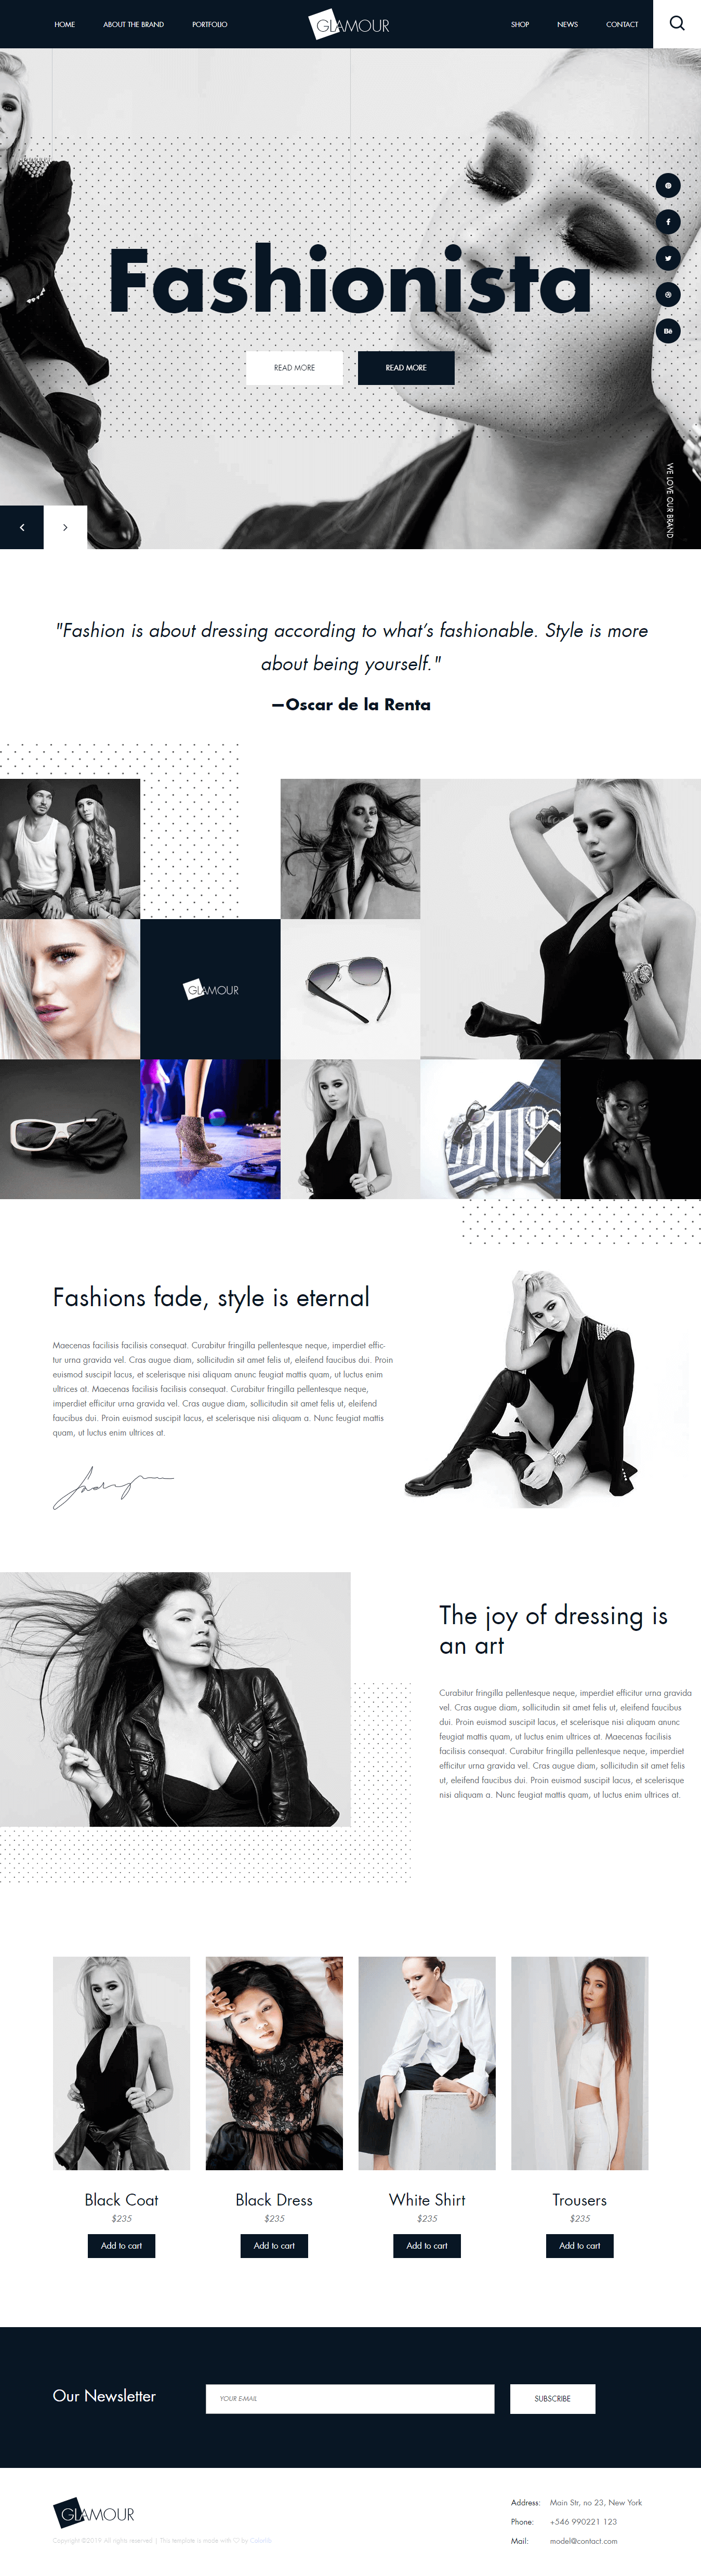 HOME ABOUT THE BRAND PORTFOLIO GLAMOUR SHOP NEWS CONTACT
Fashionista
READ MORE READ MORE
Bē
WE LOVE OUR BRAND
"Fashion is about dressing according to what’s fashionable. Style is more
about being yourself."
—Oscar de la Renta
GLAMOUR
Fashions fade, style is eternal
Maecenas facilisis facilisis consequat. Curabitur fringilla pellentesque neque, imperdiet effic-
tur urna gravida vel. Cras augue diam, sollicitudin sit amet felis ut, eleifend faucibus dui. Proin
euismod suscipit lacus, et scelerisque nisi aliquam anunc feugiat mattis quam, ut luctus enim
ultrices at. Maecenas facilisis facilisis consequat. Curabitur fringilla pellentesque neque,
imperdiet efficitur urna gravida vel. Cras augue diam, sollicitudin sit amet felis ut, eleifend
faucibus dui. Proin euismod suscipit lacus, et scelerisque nisi aliquam a. Nunc feugiat mattis
quam, ut luctus enim ultrices at.
The joy of dressing is
an art
Curabitur fringilla pellentesque neque, imperdiet efficitur urna gravida
vel. Cras augue diam, sollicitudin sit amet felis ut, eleifend faucibus
dui. Proin euismod suscipit lacus, et scelerisque nisi aliquam anunc
feugiat mattis quam, ut luctus enim ultrices at. Maecenas facilisis
facilisis consequat. Curabitur fringilla pellentesque neque, imperdiet
efficitur urna gravida vel. Cras augue diam, sollicitudin sit amet felis
ut, eleifend faucibus dui. Proin euismod suscipit lacus, et scelerisque
nisi aliquam a. Nunc feugiat mattis quam, ut luctus enim ultrices at.
Black Coat
$235
Add to cart
Black Dress
$235
Add to cart
White Shirt
$235
Add to cart
Trousers
$235
Add to cart
Our Newsletter YOUR E-MAIL SUBSCRIBE
GLAMOUR
Copyright ©2019 All rights reserved | This template is made with ♡ by Colorlib
Address: Main Str, no 23, New York
Phone: +546 990221 123
Mail: model@contact.com